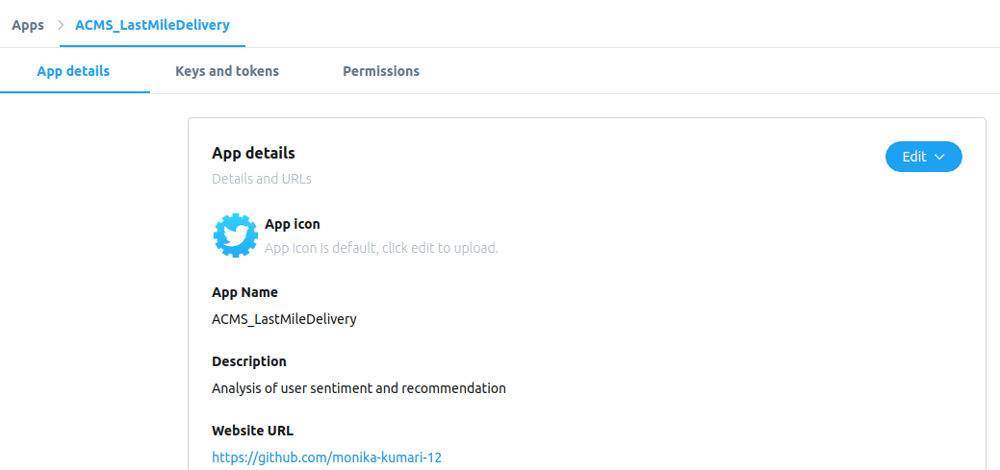 Apps > ACMS_LastMileDelivery
App details Keys and tokens Permissions
App details
Edit
Details and URLs
App icon
App icon is default, click edit to upload.
App Name
ACMS_LastMileDelivery
Description
Analysis of user sentiment and recommendation
Website URL
https://github.com/monika-kumari-12